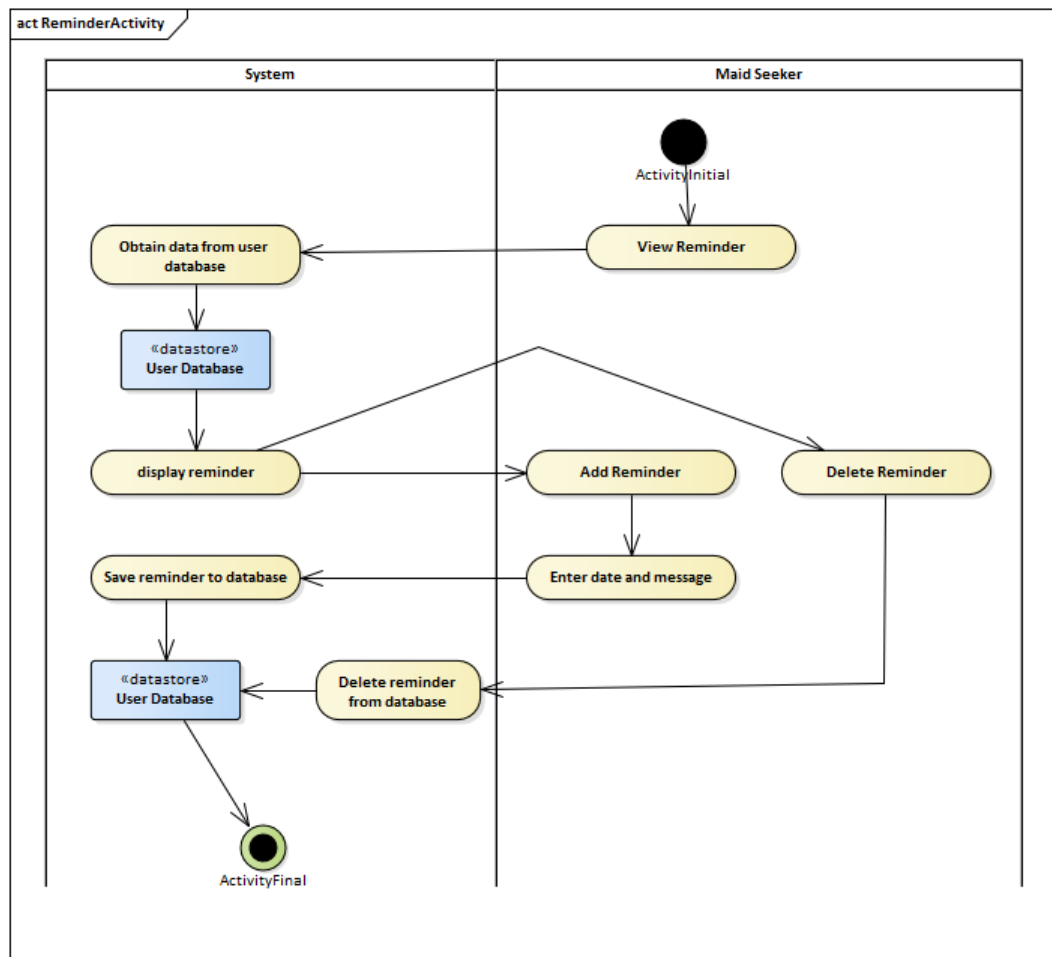 act ReminderActivity
System
Maid Seeker
ActivityInitial
Obtain data from user
database
View Reminder
«datastore»
User Database
display reminder
Add Reminder
Delete Reminder
Save reminder to database
Enter date and message
«datastore»
User Database
Delete reminder
from database
ActivityFinal